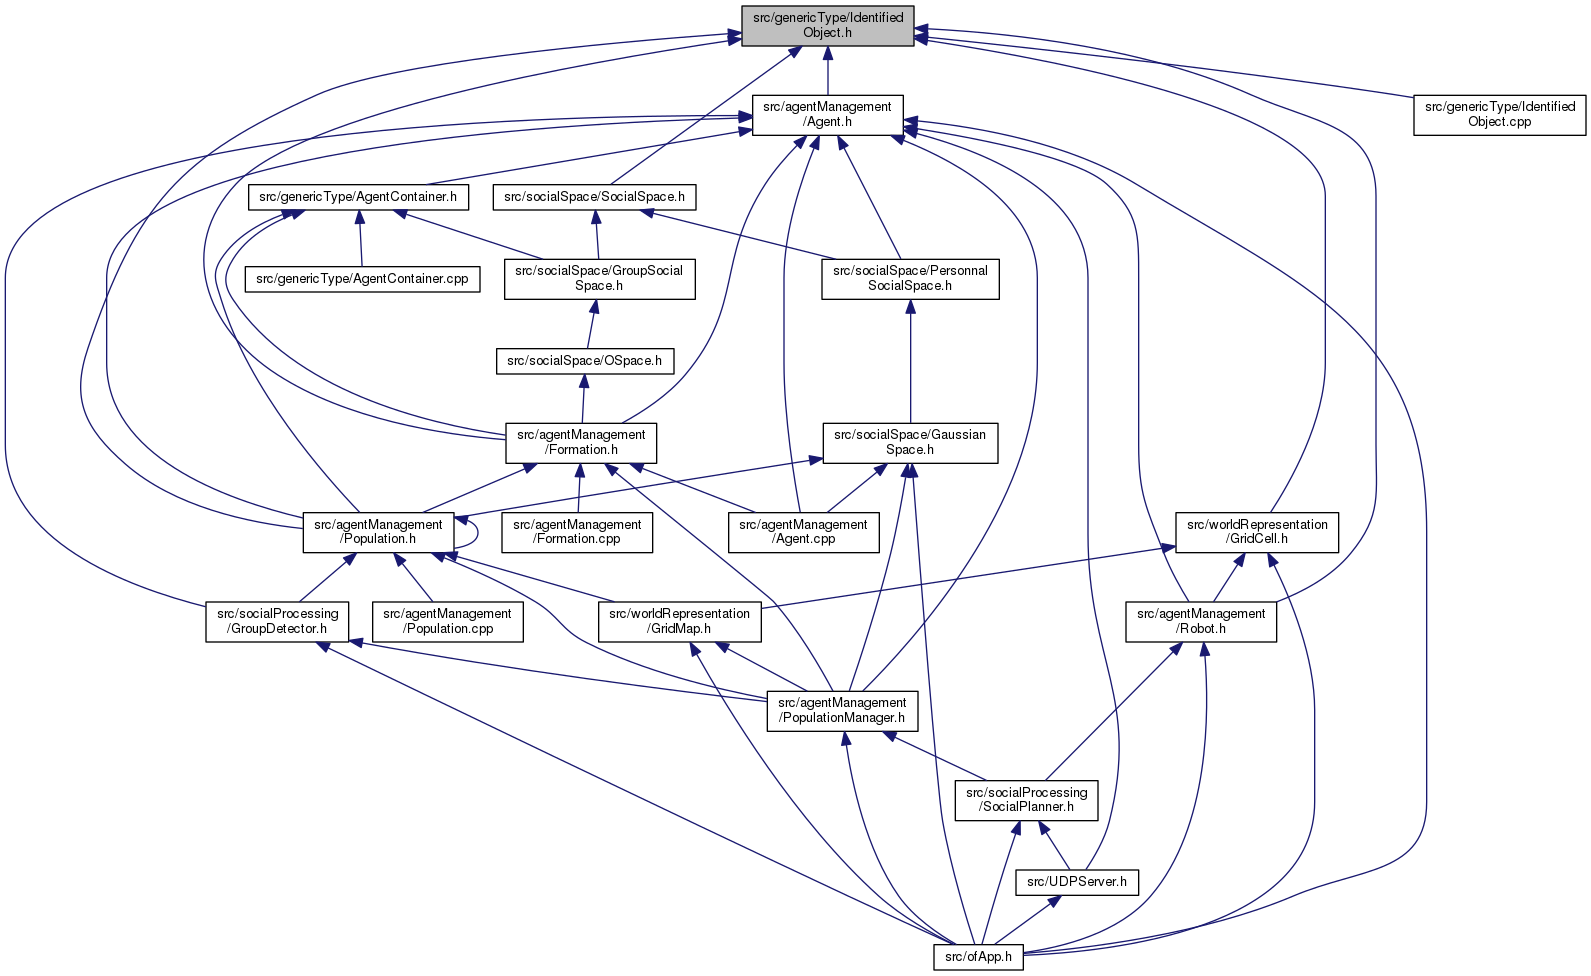 src/genericType/Identified
Object.h
src/agentManagement
/Agent.h
src/genericType/Identified
Object.cpp
src/genericType/AgentContainer.h
src/socialSpace/SocialSpace.h
src/genericType/AgentContainer.cpp
src/socialSpace/GroupSocial
Space.h
src/socialSpace/Personnal
SocialSpace.h
src/socialSpace/OSpace.h
src/agentManagement
/Formation.h
src/socialSpace/Gaussian
Space.h
src/agentManagement
/Population.h
src/agentManagement
/Formation.cpp
src/agentManagement
/Agent.cpp
src/worldRepresentation
/GridCell.h
src/socialProcessing
/GroupDetector.h
src/agentManagement
/Population.cpp
src/worldRepresentation
/GridMap.h
src/agentManagement
/Robot.h
src/agentManagement
/PopulationManager.h
src/socialProcessing
/SocialPlanner.h
src/UDPServer.h
src/ofApp.h